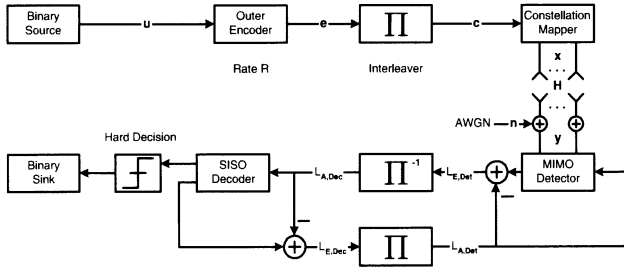 Binary
Source
u
Outer
Encoder
e
∏
c
Constellation
Mapper
Rate R
Interleaver
x
...
H
...
AWGN
n
+
+
y
Hard Decision
Binary
Sink
SISO
Decoder
L_A,Dec
∏^-1
L_E,Det
+
MIMO
Detector
−
−
+
L_E,Dec
∏
L_A,Det